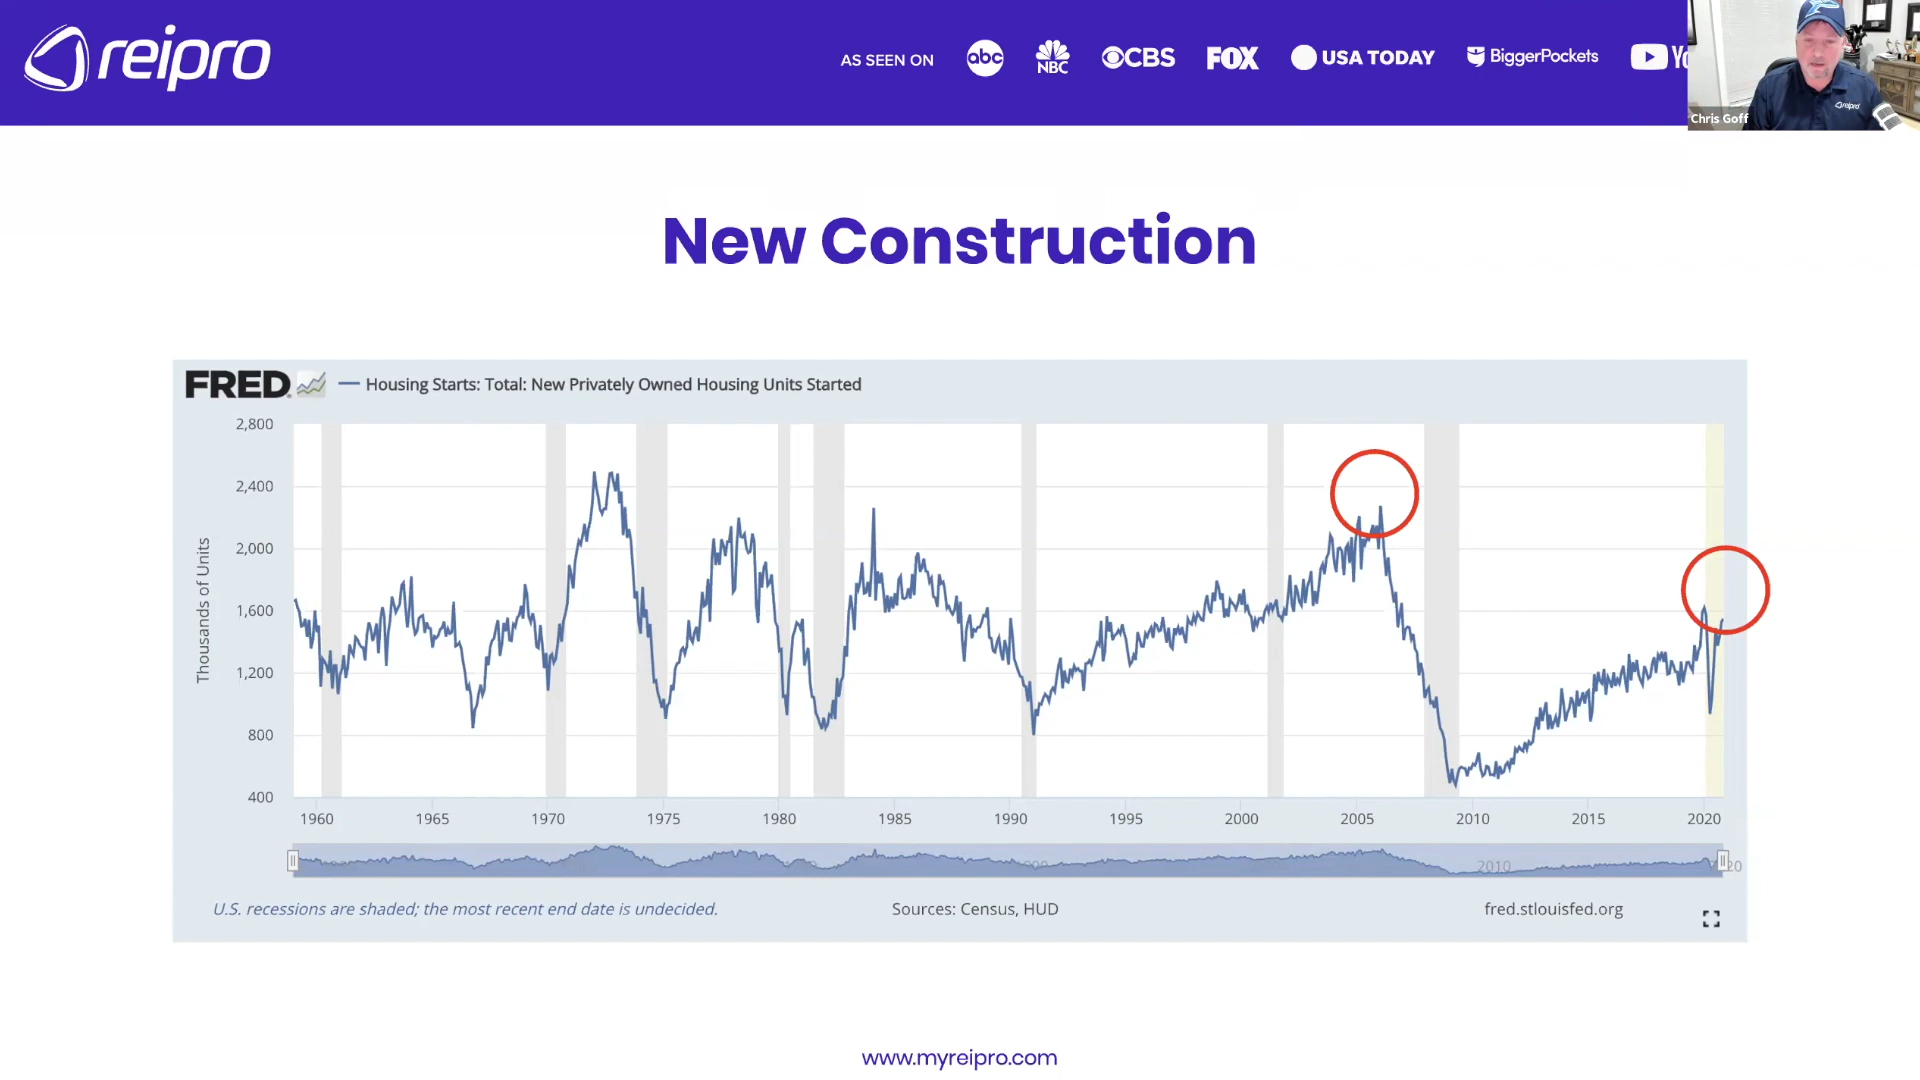 reipro
AS SEEN ON
abc
NBC
CBS
FOX
USA TODAY
BiggerPockets
Chris Goff
reipro
New Construction
FRED
Housing Starts: Total: New Privately Owned Housing Units Started
Thousands of Units
2,800
2,400
2,000
1,600
1,200
800
400
1960 1965 1970 1975 1980 1985 1990 1995 2000 2005 2010 2015 2020
2010
U.S. recessions are shaded; the most recent end date is undecided.
Sources: Census, HUD
fred.stlouisfed.org
www.myreipro.com